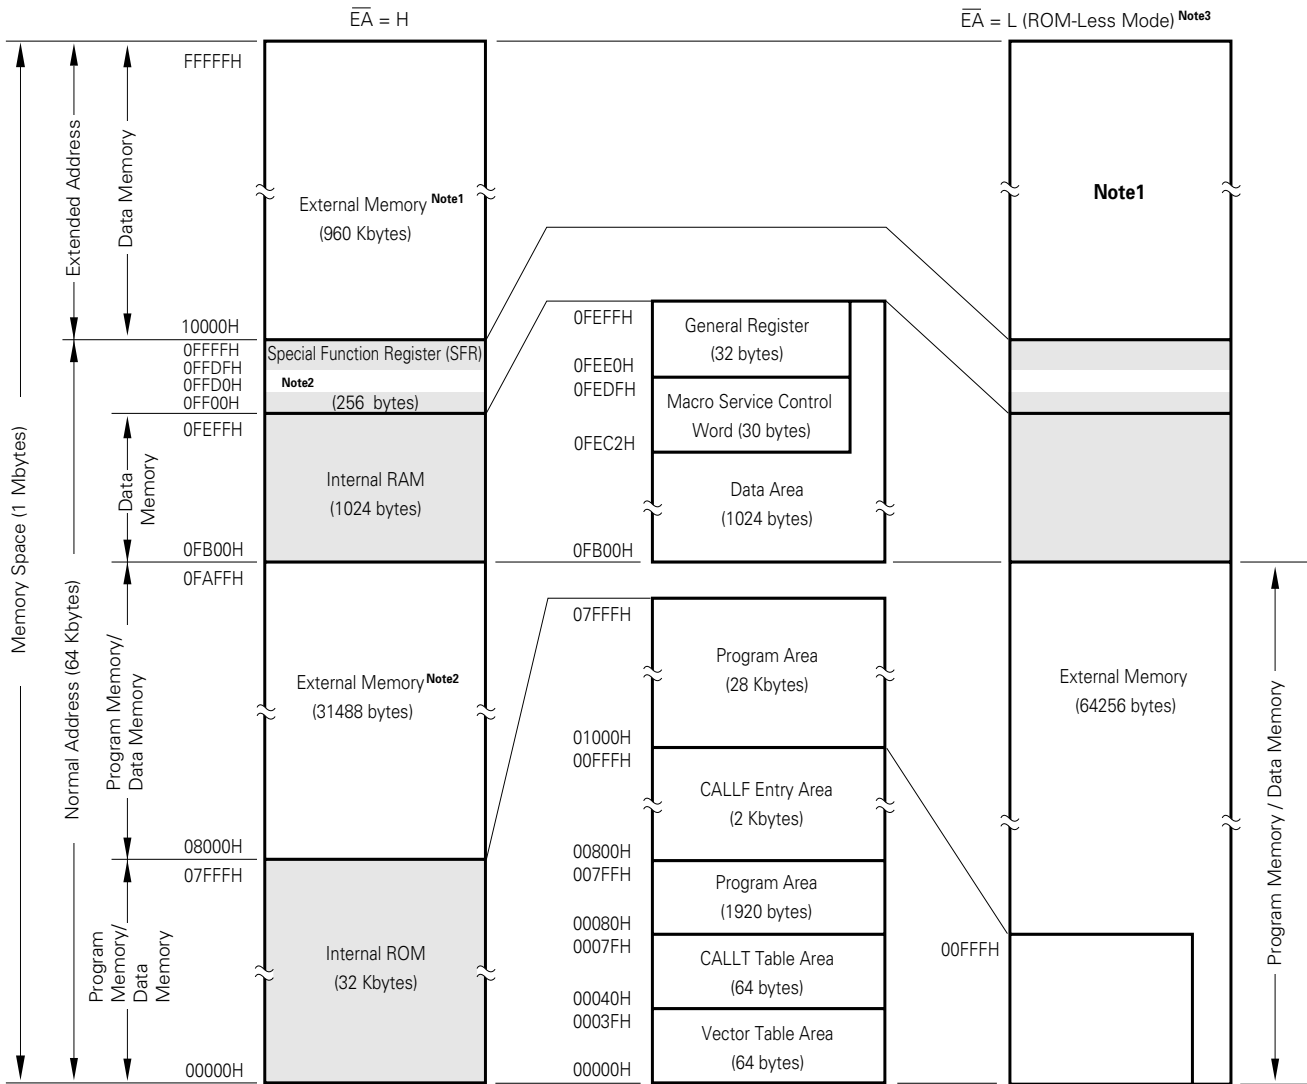 EA = H
EA = L (ROM-Less Mode) Note3
Memory Space (1 Mbytes)
Extended Address
Normal Address (64 Kbytes)
Data Memory
Data
Memory
Program Memory/
Data Memory
Program
Memory/
Data
Memory
FFFFFH
10000H
0FFFFH
0FFDFH
0FFD0H
0FF00H
0FEFFH
0FB00H
0FAFFH
08000H
07FFFH
00000H
External Memory Note1
(960 Kbytes)
Special Function Register (SFR)
Note2
(256 bytes)
Internal RAM
(1024 bytes)
External Memory Note2
(31488 bytes)
Internal ROM
(32 Kbytes)
0FEFFH
0FEE0H
0FEDFH
0FEC2H
0FB00H
General Register
(32 bytes)
Macro Service Control
Word (30 bytes)
Data Area
(1024 bytes)
07FFFH
01000H
00FFFH
00800H
007FFH
00080H
0007FH
00040H
0003FH
00000H
Program Area
(28 Kbytes)
CALLF Entry Area
(2 Kbytes)
Program Area
(1920 bytes)
CALLT Table Area
(64 bytes)
Vector Table Area
(64 bytes)
Note1
External Memory
(64256 bytes)
00FFFH
Program Memory / Data Memory